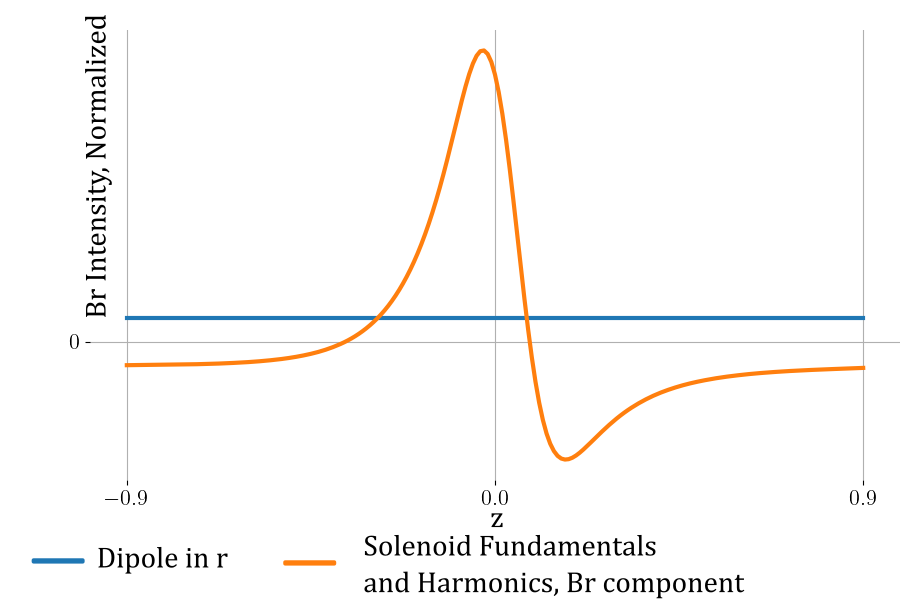 Br Intensity, Normalized
0
−0.9
0.0
0.9
z
Dipole in r
Solenoid Fundamentals
and Harmonics, Br component